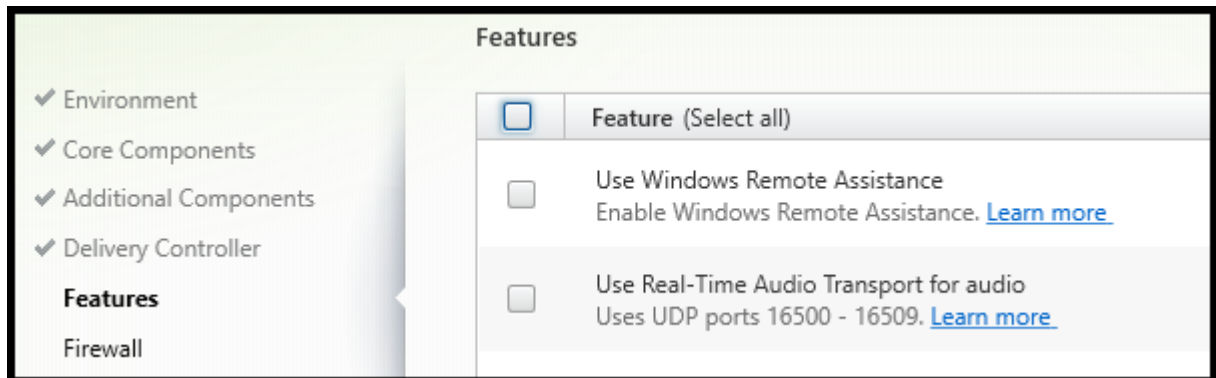 Features
Environment
Core Components
Additional Components
Delivery Controller
Features
Firewall
Feature (Select all)
Use Windows Remote Assistance
Enable Windows Remote Assistance. Learn more
Use Real-Time Audio Transport for audio
Uses UDP ports 16500 - 16509. Learn more